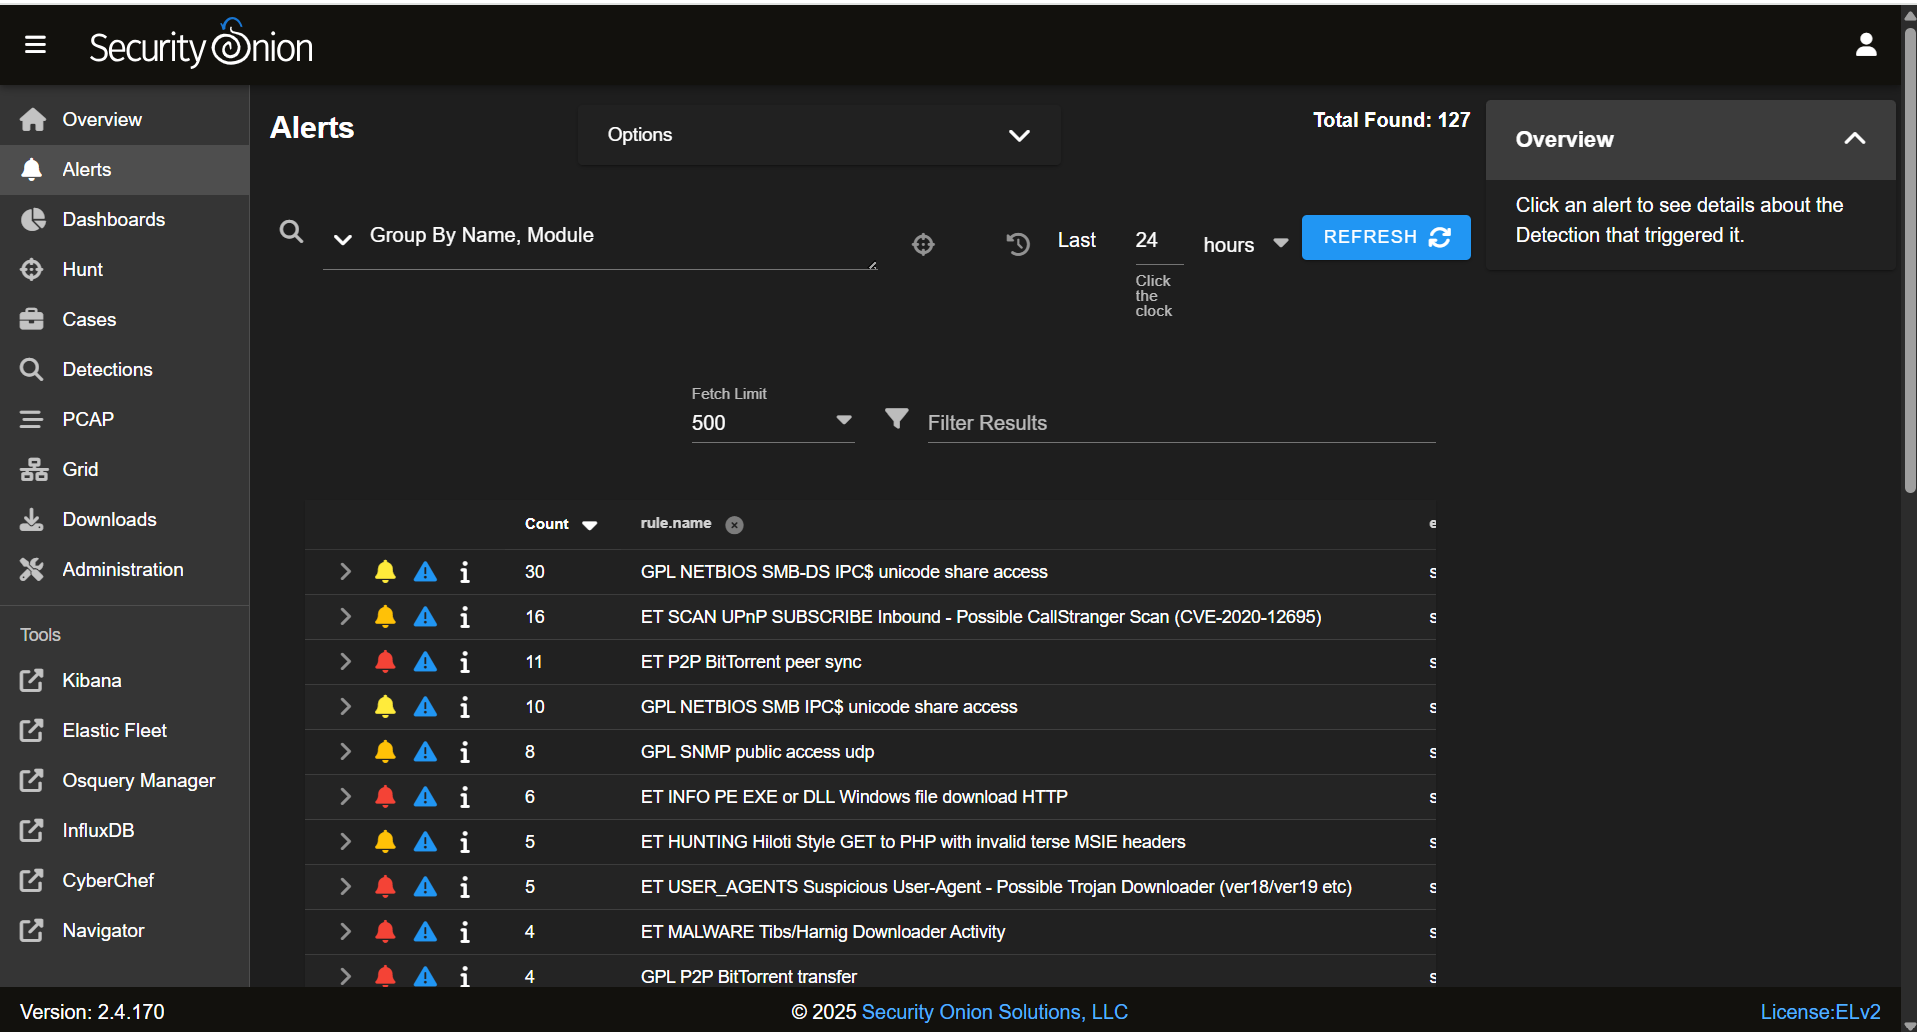 Security Onion
Overview
Alerts
Dashboards
Hunt
Cases
Detections
PCAP
Grid
Downloads
Administration
Tools
Kibana
Elastic Fleet
Osquery Manager
InfluxDB
CyberChef
Navigator
Alerts
Options
Total Found: 127
Group By Name, Module
Last 24 hours
Click
the
clock
REFRESH
Fetch Limit
500
Filter Results
Count rule.name
30 GPL NETBIOS SMB-DS IPC$ unicode share access
16 ET SCAN UPnP SUBSCRIBE Inbound - Possible CallStranger Scan (CVE-2020-12695)
11 ET P2P BitTorrent peer sync
10 GPL NETBIOS SMB IPC$ unicode share access
8 GPL SNMP public access udp
6 ET INFO PE EXE or DLL Windows file download HTTP
5 ET HUNTING Hiloti Style GET to PHP with invalid terse MSIE headers
5 ET USER_AGENTS Suspicious User-Agent - Possible Trojan Downloader (ver18/ver19 etc)
4 ET MALWARE Tibs/Harnig Downloader Activity
4 GPL P2P BitTorrent transfer
Overview
Click an alert to see details about the
Detection that triggered it.
Version: 2.4.170
© 2025 Security Onion Solutions, LLC
License:ELv2